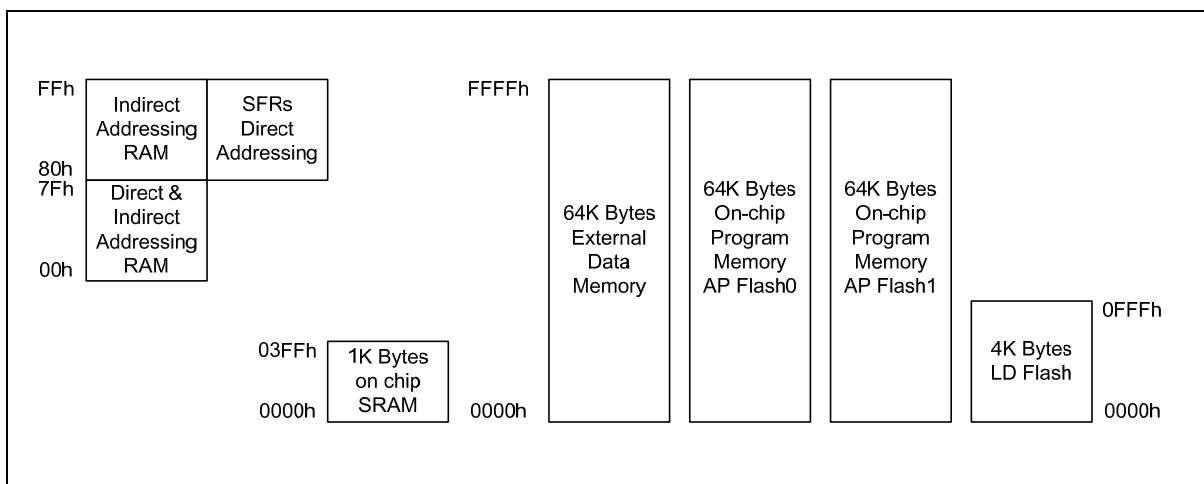 FFh
Indirect
Addressing
RAM
SFRs
Direct
Addressing
80h
7Fh
Direct &
Indirect
Addressing
RAM
00h
03FFh
1K Bytes
on chip
SRAM
0000h
FFFFh
0000h
64K Bytes
External
Data
Memory
64K Bytes
On-chip
Program
Memory
AP Flash0
64K Bytes
On-chip
Program
Memory
AP Flash1
0FFFh
4K Bytes
LD Flash
0000h